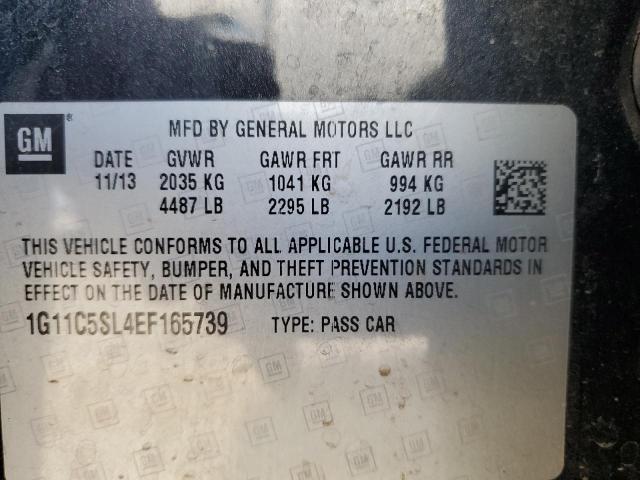 GM ®
MFD BY GENERAL MOTORS LLC
DATE GVWR GAWR FRT GAWR RR
11/13 2035 KG 1041 KG 994 KG
4487 LB 2295 LB 2192 LB
THIS VEHICLE CONFORMS TO ALL APPLICABLE U.S. FEDERAL MOTOR
VEHICLE SAFETY, BUMPER, AND THEFT PREVENTION STANDARDS IN
EFFECT ON THE DATE OF MANUFACTURE SHOWN ABOVE.
1G11C5SL4EF165739 TYPE: PASS CAR